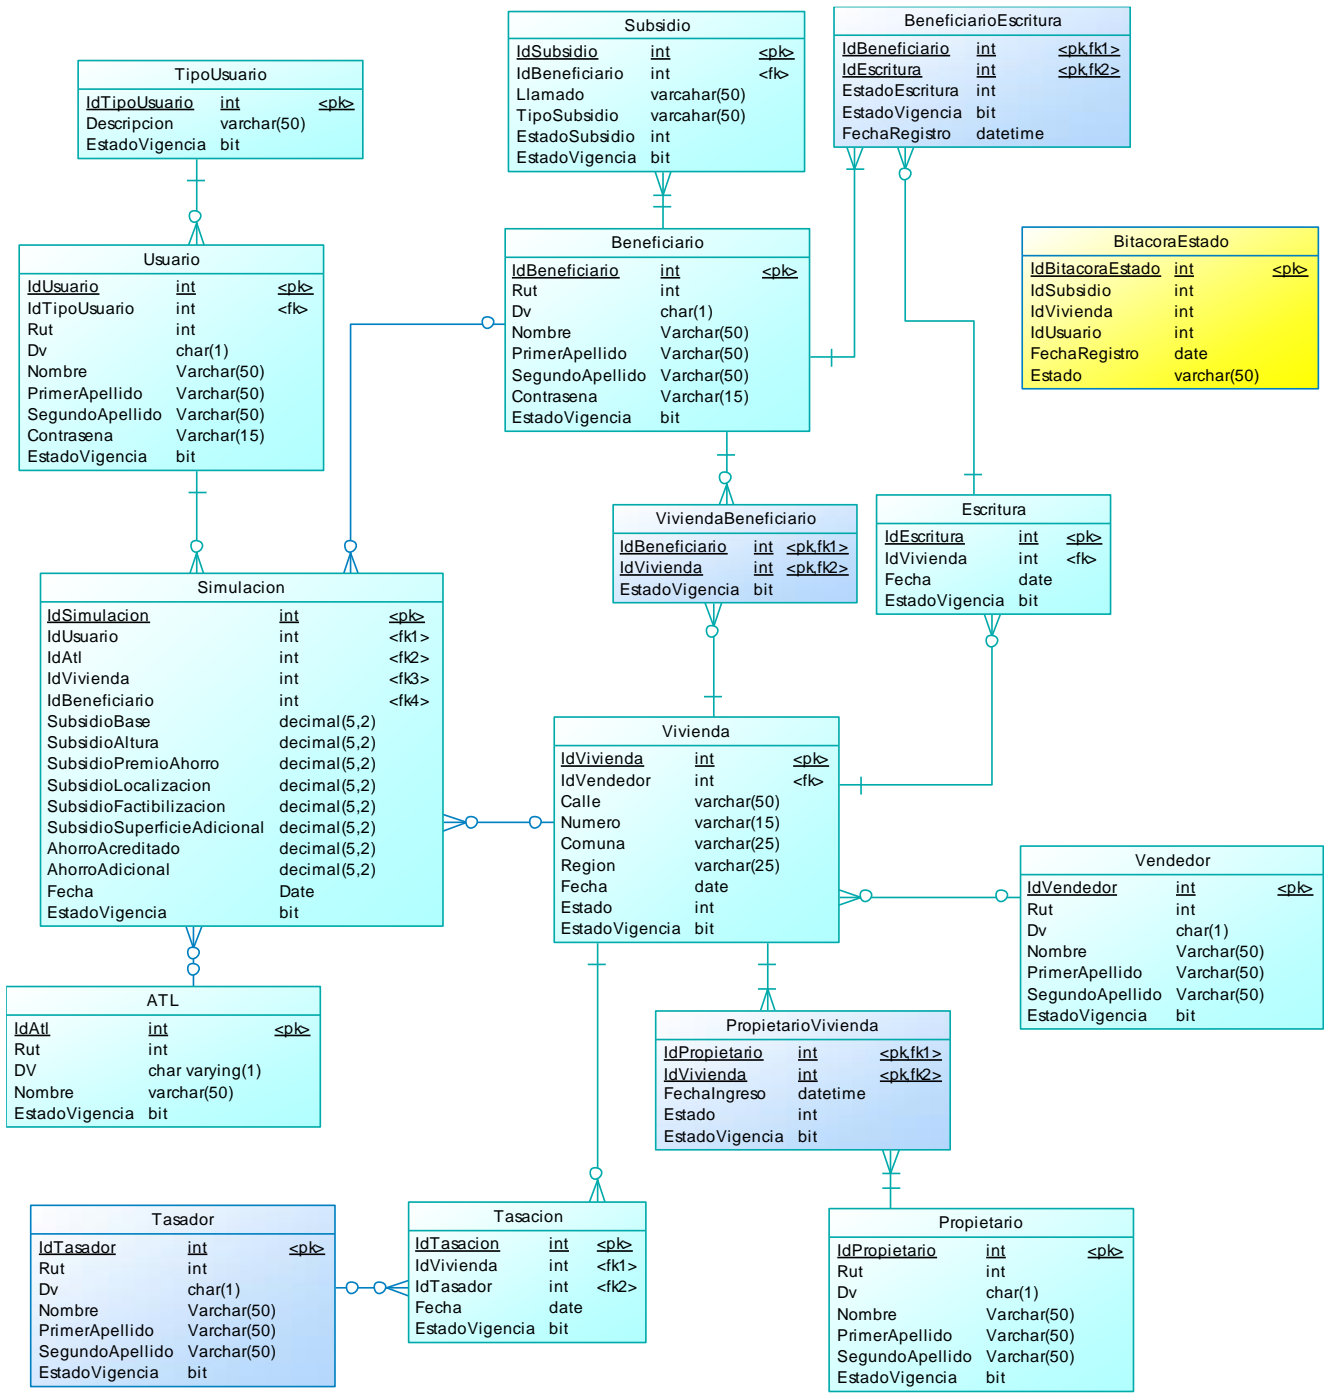 Subsidio
IdSubsidio int <pk>
IdBeneficiario int <fk>
Llamado varcahar(50)
TipoSubsidio varcahar(50)
EstadoSubsidio int
EstadoVigencia bit
BeneficiarioEscritura
IdBeneficiario int <pk,fk1>
IdEscritura int <pk,fk2>
EstadoEscritura int
EstadoVigencia bit
FechaRegistro datetime
TipoUsuario
IdTipoUsuario int <pk>
Descripcion varchar(50)
EstadoVigencia bit
Usuario
IdUsuario int <pk>
IdTipoUsuario int <fk>
Rut int
Dv char(1)
Nombre Varchar(50)
PrimerApellido Varchar(50)
SegundoApellido Varchar(50)
Contrasena Varchar(15)
EstadoVigencia bit
Beneficiario
IdBeneficiario int <pk>
Rut int
Dv char(1)
Nombre Varchar(50)
PrimerApellido Varchar(50)
SegundoApellido Varchar(50)
Contrasena Varchar(15)
EstadoVigencia bit
BitacoraEstado
IdBitacoraEstado int <pk>
IdSubsidio int
IdVivienda int
IdUsuario int
FechaRegistro date
Estado varchar(50)
ViviendaBeneficiario
IdBeneficiario int <pk,fk1>
IdVivienda int <pk,fk2>
EstadoVigencia bit
Escritura
IdEscritura int <pk>
IdVivienda int <fk>
Fecha date
EstadoVigencia bit
Simulacion
IdSimulacion int <pk>
IdUsuario int <fk1>
IdAtl int <fk2>
IdVivienda int <fk3>
IdBeneficiario int <fk4>
SubsidioBase decimal(5,2)
SubsidioAltura decimal(5,2)
SubsidioPremioAhorro decimal(5,2)
SubsidioLocalizacion decimal(5,2)
SubsidioFactibilizacion decimal(5,2)
SubsidioSuperficieAdicional decimal(5,2)
AhorroAcreditado decimal(5,2)
AhorroAdicional decimal(5,2)
Fecha Date
EstadoVigencia bit
Vivienda
IdVivienda int <pk>
IdVendedor int <fk>
Calle varchar(50)
Numero varchar(15)
Comuna varchar(25)
Region varchar(25)
Fecha date
Estado int
EstadoVigencia bit
Vendedor
IdVendedor int <pk>
Rut int
Dv char(1)
Nombre Varchar(50)
PrimerApellido Varchar(50)
SegundoApellido Varchar(50)
EstadoVigencia bit
ATL
IdAtl int <pk>
Rut int
DV char varying(1)
Nombre varchar(50)
EstadoVigencia bit
PropietarioVivienda
IdPropietario int <pk,fk1>
IdVivienda int <pk,fk2>
FechaIngreso datetime
Estado int
EstadoVigencia bit
Tasador
IdTasador int <pk>
Rut int
Dv char(1)
Nombre Varchar(50)
PrimerApellido Varchar(50)
SegundoApellido Varchar(50)
EstadoVigencia bit
Tasacion
IdTasacion int <pk>
IdVivienda int <fk1>
IdTasador int <fk2>
Fecha date
EstadoVigencia bit
Propietario
IdPropietario int <pk>
Rut int
Dv char(1)
Nombre Varchar(50)
PrimerApellido Varchar(50)
SegundoApellido Varchar(50)
EstadoVigencia bit